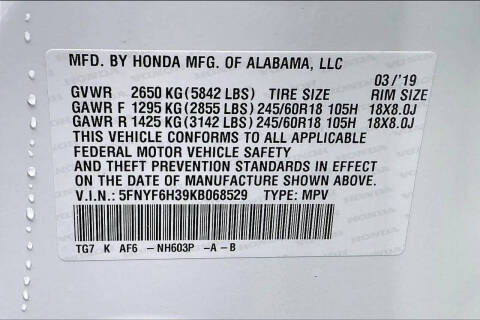 MFD. BY HONDA MFG. OF ALABAMA, LLC
03/'19
GVWR 2650 KG(5842 LBS) TIRE SIZE RIM SIZE
GAWR F 1295 KG(2855 LBS)245/60R18 105H 18X8.0J
GAWR R 1425 KG(3142 LBS)245/60R18 105H 18X8.0J
THIS VEHICLE CONFORMS TO ALL APPLICABLE
FEDERAL MOTOR VEHICLE SAFETY
AND THEFT PREVENTION STANDARDS IN EFFECT
ON THE DATE OF MANUFACTURE SHOWN ABOVE.
V.I.N.: 5FNYF6H39KB068529 TYPE: MPV
TG7 K AF6 -NH603P -A-B